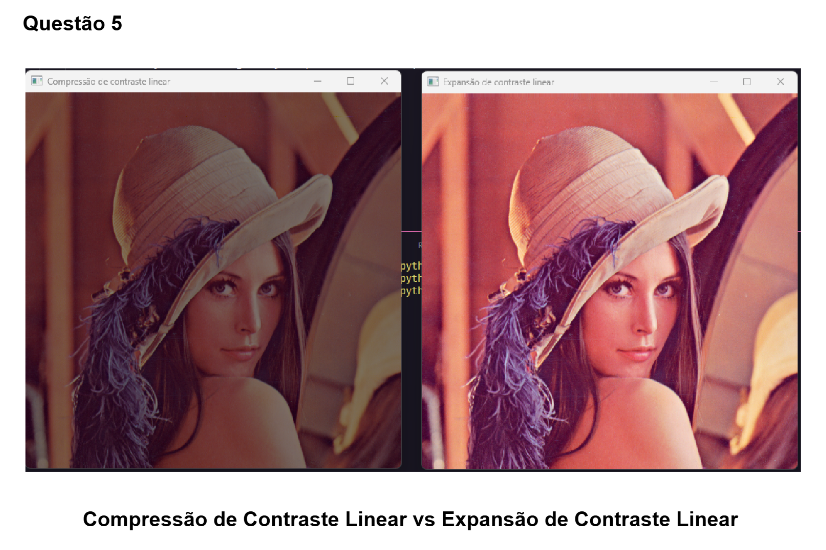 Questão 5
Compressão de contraste linear
Expansão de contraste linear
pyth
pyth
pyth
Compressão de Contraste Linear vs Expansão de Contraste Linear